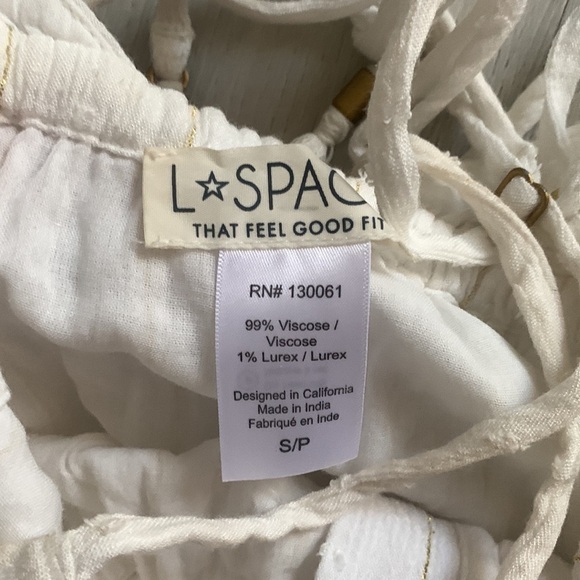 L☆SPAC
THAT FEEL GOOD FIT
RN# 130061
99% Viscose /
Viscose
1% Lurex / Lurex
Designed in California
Made in India
Fabriqué en Inde
S/P